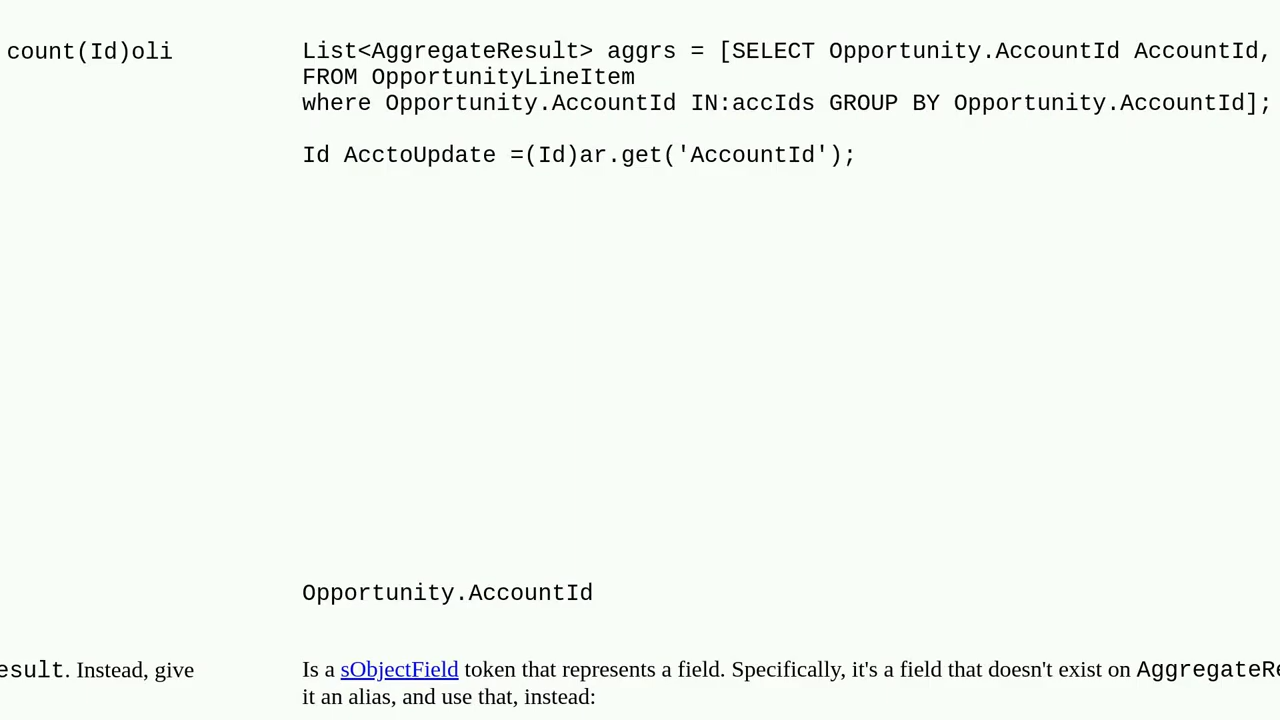 List<AggregateResult> aggrs = [SELECT Opportunity.AccountId AccountId, count(Id)oli
FROM OpportunityLineItem
where Opportunity.AccountId IN:accIds GROUP BY Opportunity.AccountId];
Id AcctoUpdate =(Id)ar.get('AccountId');
Opportunity.AccountId
Is a sObjectField token that represents a field. Specifically, it's a field that doesn't exist on AggregateResult. Instead, give
it an alias, and use that, instead: